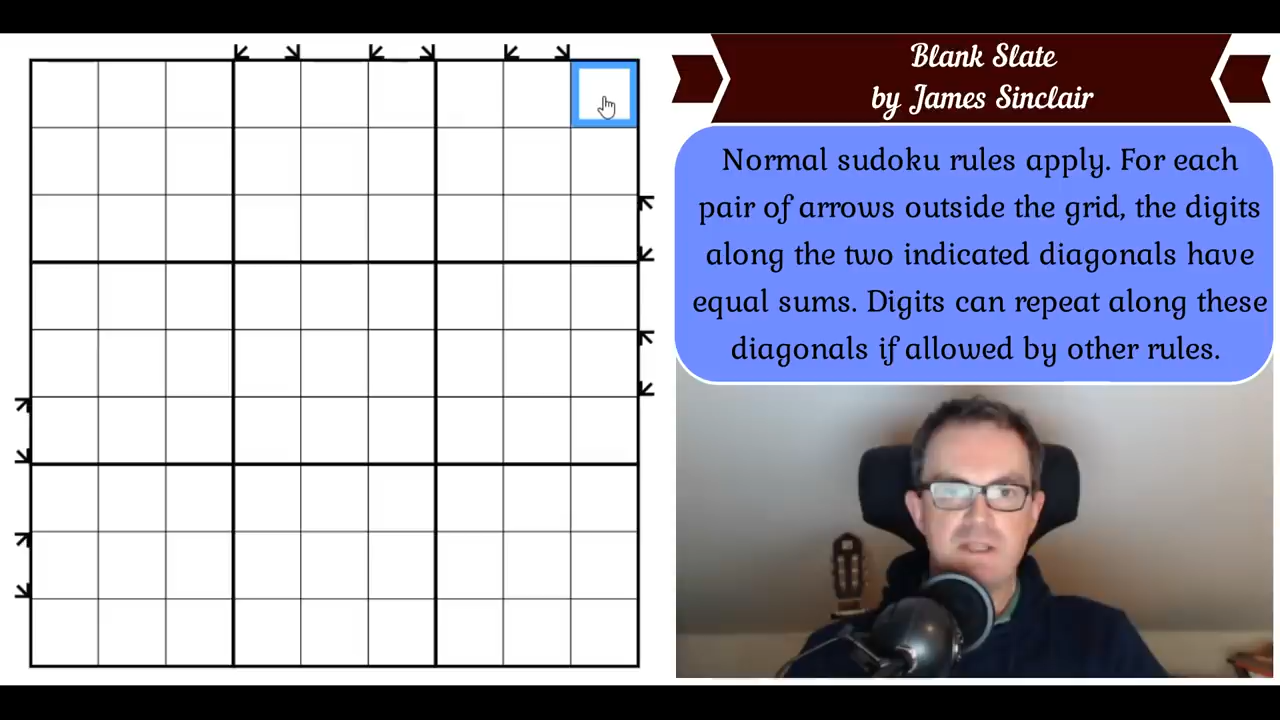 Blank Slate
by James Sinclair
Normal sudoku rules apply. For each
pair of arrows outside the grid, the digits
along the two indicated diagonals have
equal sums. Digits can repeat along these
diagonals if allowed by other rules.